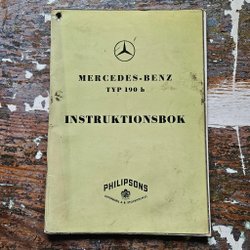 MERCEDES-BENZ
TYP 190 b
INSTRUKTIONSBOK
PHILIPSONS